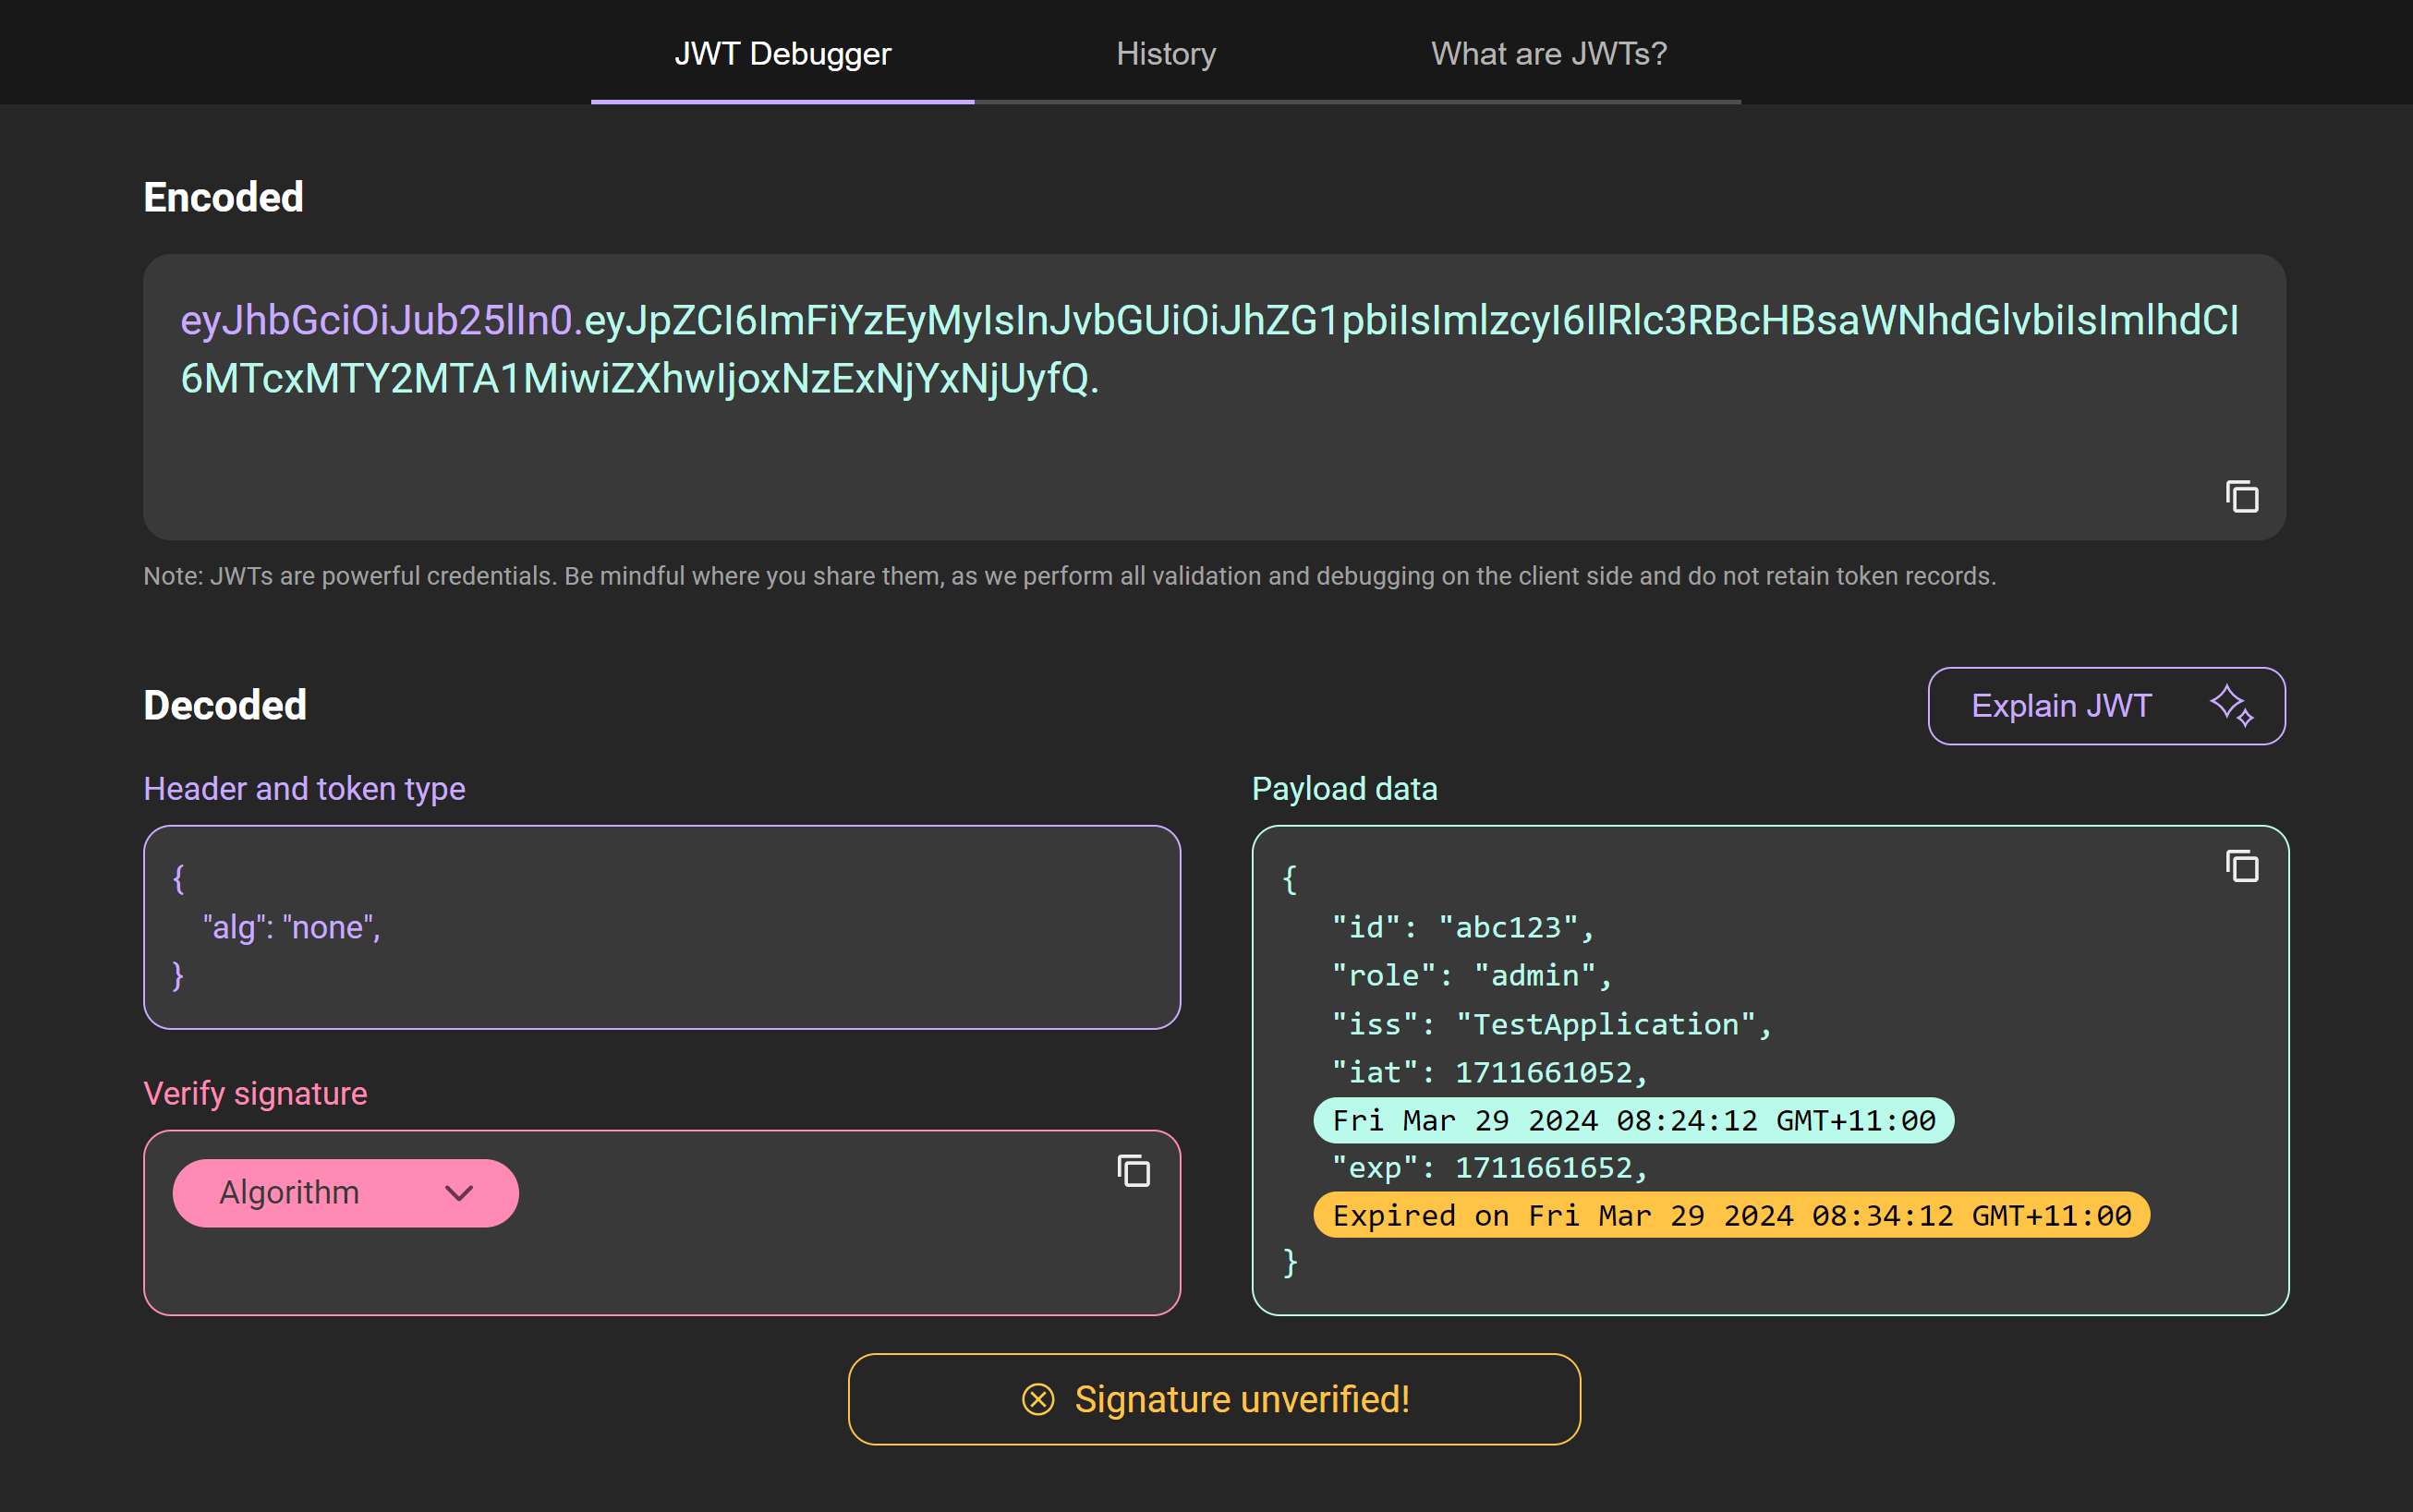 JWT Debugger
History
What are JWTs?
Encoded
eyJhbGciOiJub25lIn0.eyJpZCI6ImFiYzEyMyIsInJvbGUiOiJhZG1pbiIsImlzcyI6IlRlc3RBcHBsaWNhdGlvbiIsImlhdCI
6MTcxMTY2MTA1MiwiZXhwIjoxNzExNjYxNjUyfQ.
Note: JWTs are powerful credentials. Be mindful where you share them, as we perform all validation and debugging on the client side and do not retain token records.
Decoded
Explain JWT
Header and token type
{
"alg": "none",
}
Verify signature
Algorithm
Payload data
{
"id": "abc123",
"role": "admin",
"iss": "TestApplication",
"iat": 1711661052,
Fri Mar 29 2024 08:24:12 GMT+11:00
"exp": 1711661652,
Expired on Fri Mar 29 2024 08:34:12 GMT+11:00
}
Signature unverified!